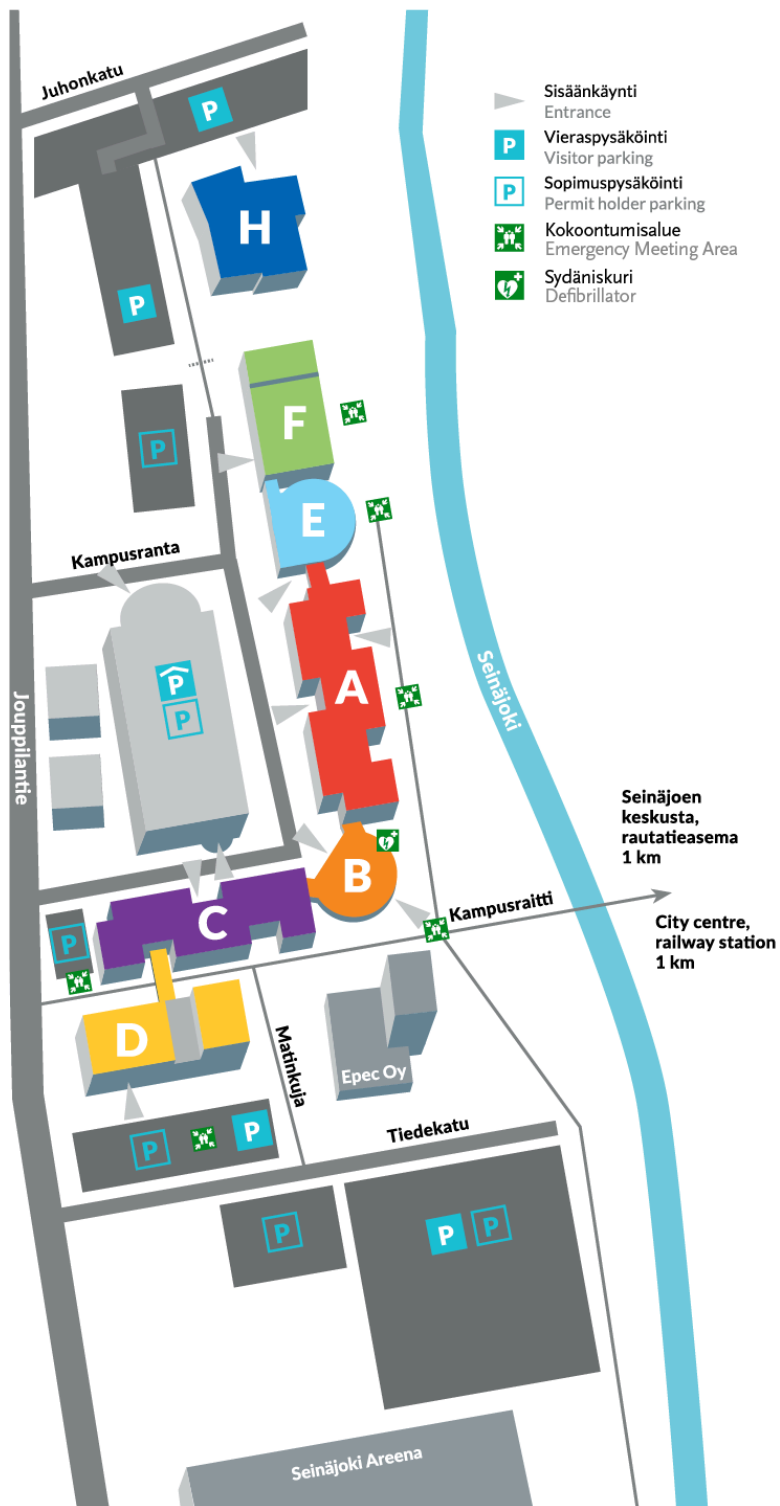 Juhonkatu
P
P
H
Sisäänkäynti
Entrance
P
Vieraspysäköinti
Visitor parking
P
Sopimuspysäköinti
Permit holder parking
Kokoontumisalue
Emergency Meeting Area
Sydäniskuri
Defibrillator
F
P
E
Kampusranta
P
P
A
Jouppilantie
Seinäjoki
Seinäjoen
keskusta,
rautatieasema
1 km
B
C
P
Kampusraitti
City centre,
railway station
1 km
D
Matinkuja
Epec Oy
P
P
Tiedekatu
P
P
P
Seinäjoki Areena